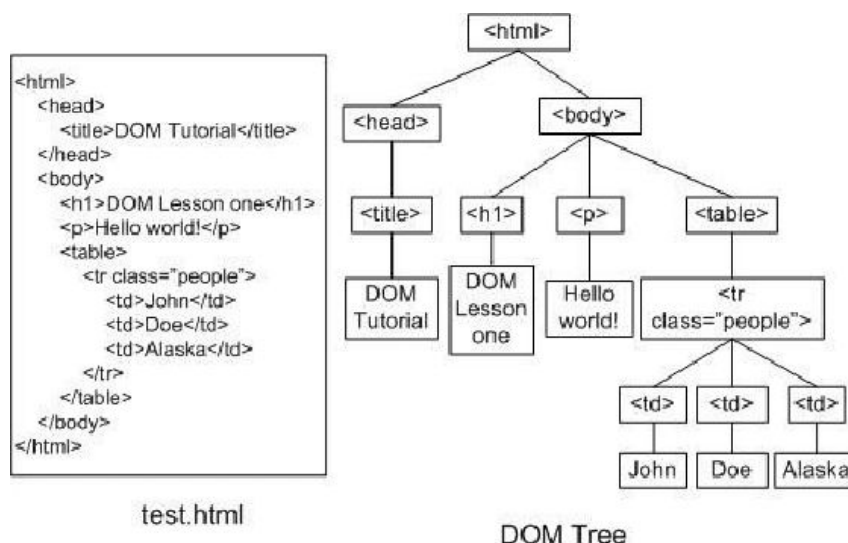 <html>
<head>
<title>DOM Tutorial</title>
</head>
<body>
<h1>DOM Lesson one</h1>
<p>Hello world!</p>
<table>
<tr class="people">
<td>John</td>
<td>Doe</td>
<td>Alaska</td>
</tr>
</table>
</body>
</html>
test.html
<html>
<head>
<body>
<title>
<h1>
<p>
<table>
DOM
Tutorial
DOM
Lesson
one
Hello
world!
<tr
class="people">
<td>
<td>
<td>
John
Doe
Alaska
DOM Tree